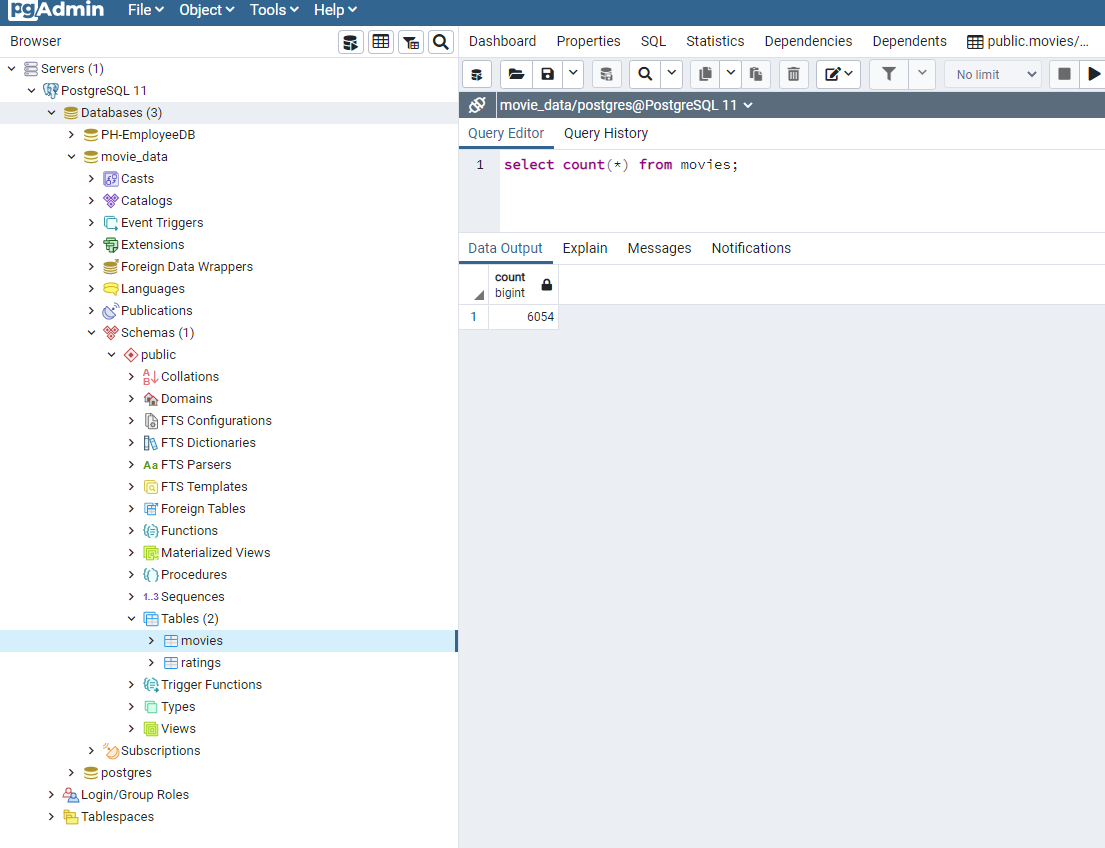 pgAdmin File Object Tools Help
Browser
Dashboard Properties SQL Statistics Dependencies Dependents public.movies/...
No limit
movie_data/postgres@PostgreSQL 11
Query Editor Query History
1 select count(*) from movies;
Data Output Explain Messages Notifications
count
bigint
1 6054
Servers (1)
PostgreSQL 11
Databases (3)
PH-EmployeeDB
movie_data
Casts
Catalogs
Event Triggers
Extensions
Foreign Data Wrappers
Languages
Publications
Schemas (1)
public
Collations
Domains
FTS Configurations
FTS Dictionaries
Aa FTS Parsers
FTS Templates
Foreign Tables
Functions
Materialized Views
Procedures
1..3 Sequences
Tables (2)
movies
ratings
Trigger Functions
Types
Views
Subscriptions
postgres
Login/Group Roles
Tablespaces